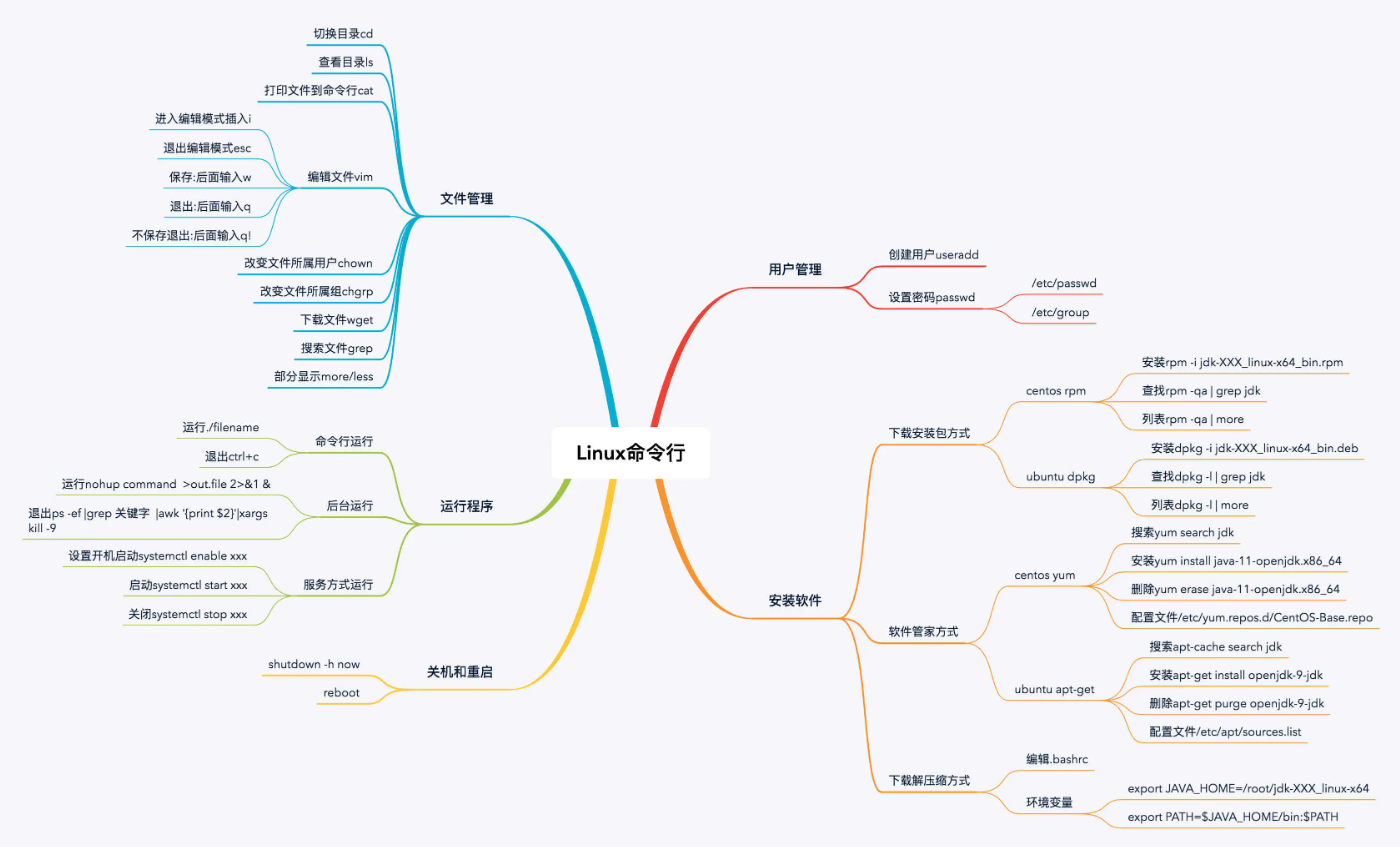 Linux命令行
文件管理
切换目录cd
查看目录ls
打印文件到命令行cat
编辑文件vim
进入编辑模式插入i
退出编辑模式esc
保存:后面输入w
退出:后面输入q
不保存退出:后面输入q!
改变文件所属用户chown
改变文件所属组chgrp
下载文件wget
搜索文件grep
部分显示more/less
运行程序
命令行运行
运行./filename
退出ctrl+c
后台运行
运行nohup command  >out.file 2>&1 &
退出ps -ef |grep 关键字  |awk '{print $2}'|xargs
kill -9
服务方式运行
设置开机启动systemctl enable xxx
启动systemctl start xxx
关闭systemctl stop xxx
关机和重启
shutdown -h now
reboot
用户管理
创建用户useradd
设置密码passwd
/etc/passwd
/etc/group
安装软件
下载安装包方式
centos rpm
安装rpm -i jdk-XXX_linux-x64_bin.rpm
查找rpm -qa | grep jdk
列表rpm -qa | more
ubuntu dpkg
安装dpkg -i jdk-XXX_linux-x64_bin.deb
查找dpkg -l | grep jdk
列表dpkg -l | more
软件管家方式
centos yum
搜索yum search jdk
安装yum install java-11-openjdk.x86_64
删除yum erase java-11-openjdk.x86_64
配置文件/etc/yum.repos.d/CentOS-Base.repo
ubuntu apt-get
搜索apt-cache search jdk
安装apt-get install openjdk-9-jdk
删除apt-get purge openjdk-9-jdk
配置文件/etc/apt/sources.list
下载解压缩方式
编辑.bashrc
环境变量
export JAVA_HOME=/root/jdk-XXX_linux-x64
export PATH=$JAVA_HOME/bin:$PATH